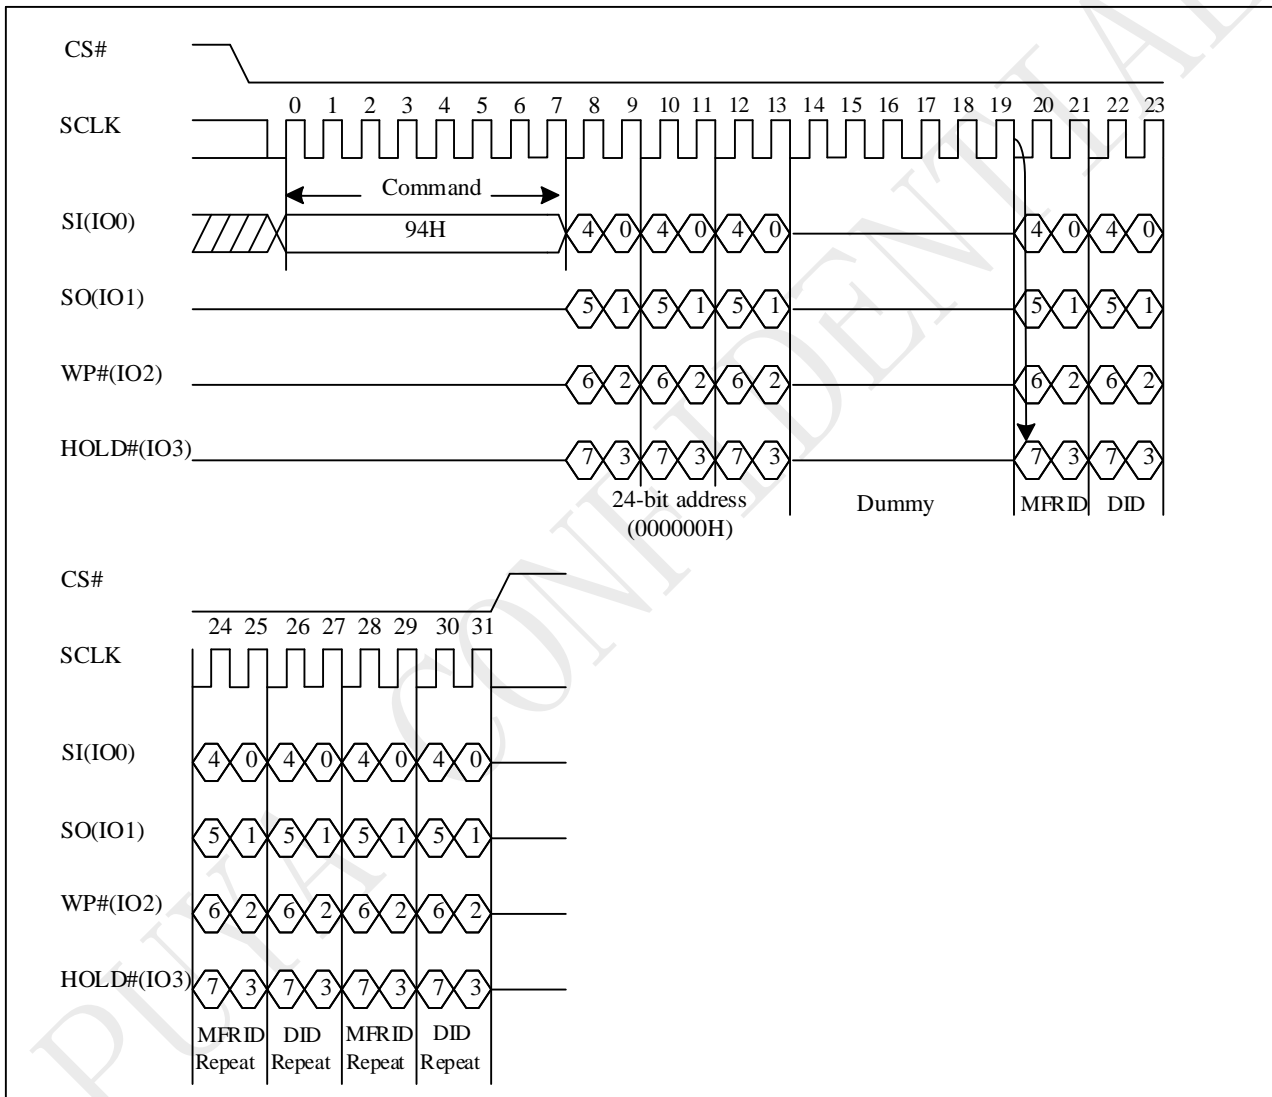 CS#
0 1 2 3 4 5 6 7 8 9 10 11 12 13 14 15 16 17 18 19 20 21 22 23
SCLK
Command
SI(IO0) 94H 4 0 4 0 4 0 4 0 4 0
SO(IO1) 5 1 5 1 5 1 5 1 5 1
WP#(IO2) 6 2 6 2 6 2 6 2 6 2
HOLD#(IO3) 7 3 7 3 7 3 7 3 7 3
24-bit address Dummy MFRID DID
(000000H)
CS#
24 25 26 27 28 29 30 31
SCLK
SI(IO0) 4 0 4 0 4 0 4 0
SO(IO1) 5 1 5 1 5 1 5 1
WP#(IO2) 6 2 6 2 6 2 6 2
HOLD#(IO3) 7 3 7 3 7 3 7 3
MFRID DID MFRID DID
Repeat Repeat Repeat Repeat
PUYA CONFIDENTIAL